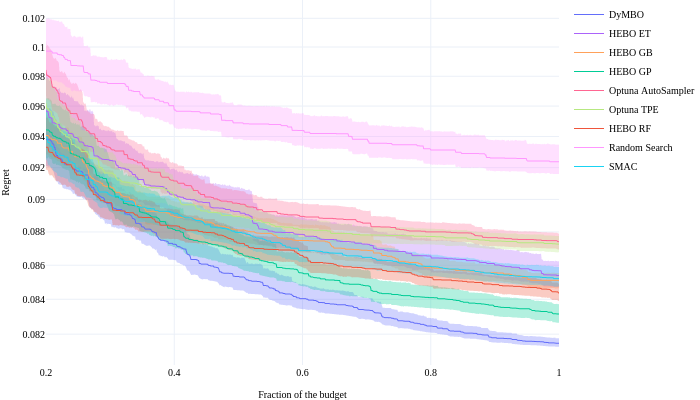 0.102
0.1
0.098
0.096
0.094
0.092
0.09
0.088
0.086
0.084
0.082
Regret
0.2
0.4
0.6
0.8
1
Fraction of the budget
DyMBO
HEBO ET
HEBO GB
HEBO GP
Optuna AutoSampler
Optuna TPE
HEBO RF
Random Search
SMAC